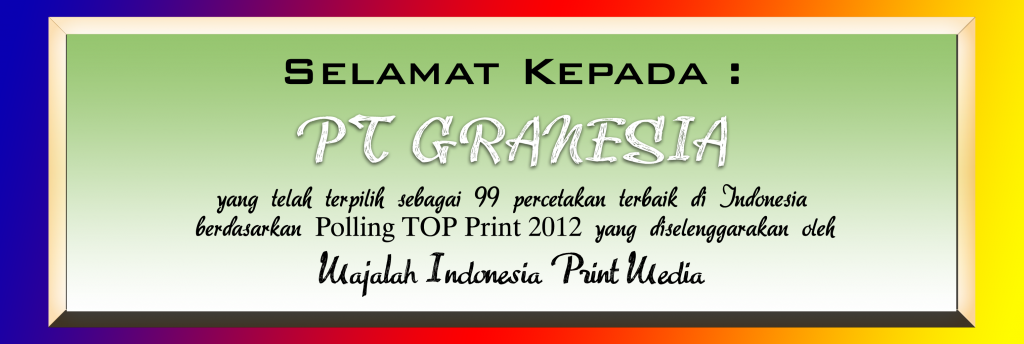 Selamat Kepada :
PT GRANESIA
yang telah terpilih sebagai 99 percetakan terbaik di Indonesia
berdasarkan Polling TOP Print 2012 yang diselenggarakan oleh
Majalah Indonesia Print Media